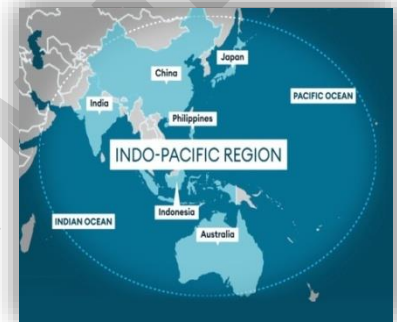 Japan
China
PACIFIC OCEAN
India
Philippines
INDO-PACIFIC REGION
Indonesia
INDIAN OCEAN
Australia